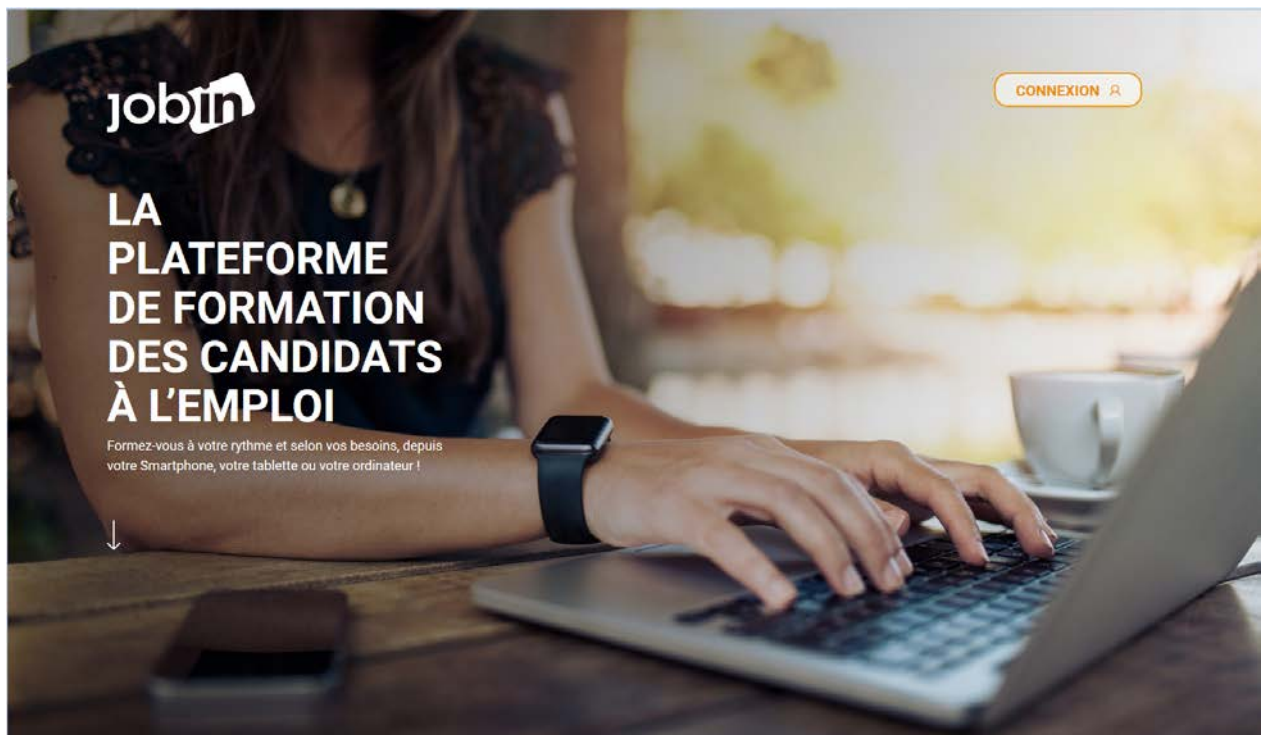 jobin
CONNEXION
LA
PLATEFORME
DE FORMATION
DES CANDIDATS
À L’EMPLOI
Formez-vous à votre rythme et selon vos besoins, depuis
votre Smartphone, votre tablette ou votre ordinateur !